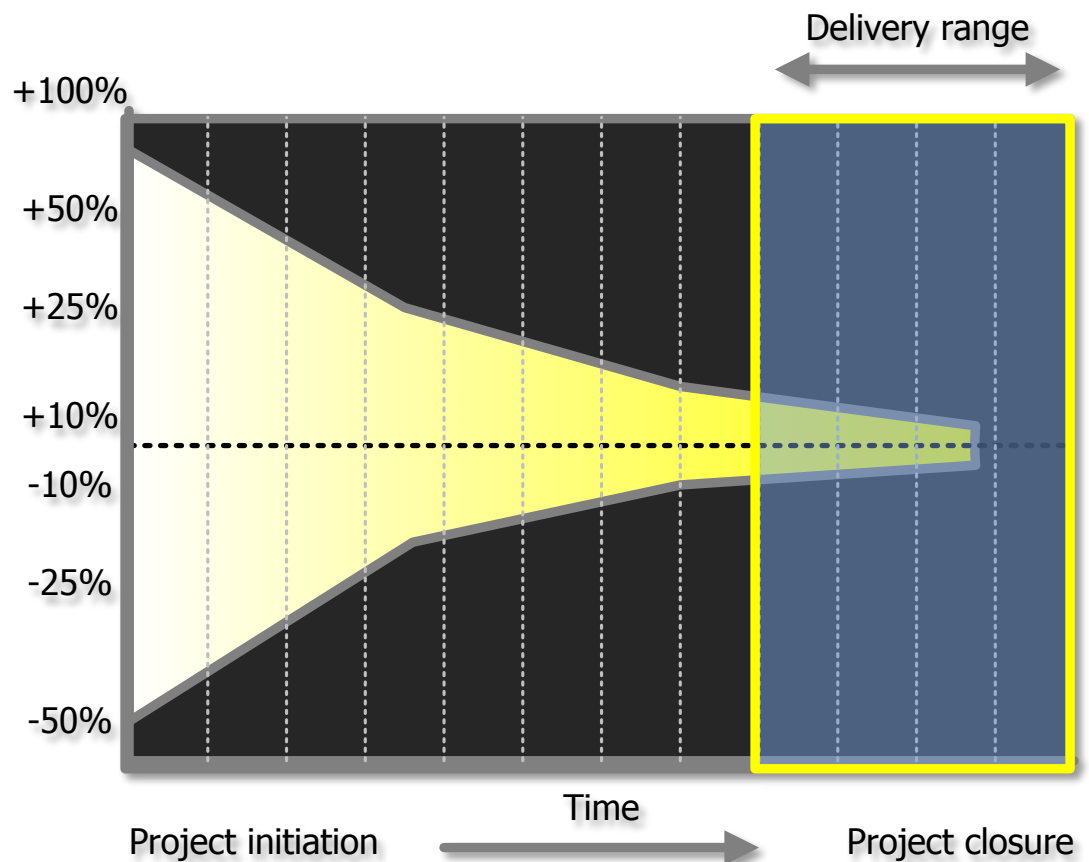 Delivery range
+100%
+50%
+25%
+10%
-10%
-25%
-50%
Time
Project initiation
Project closure